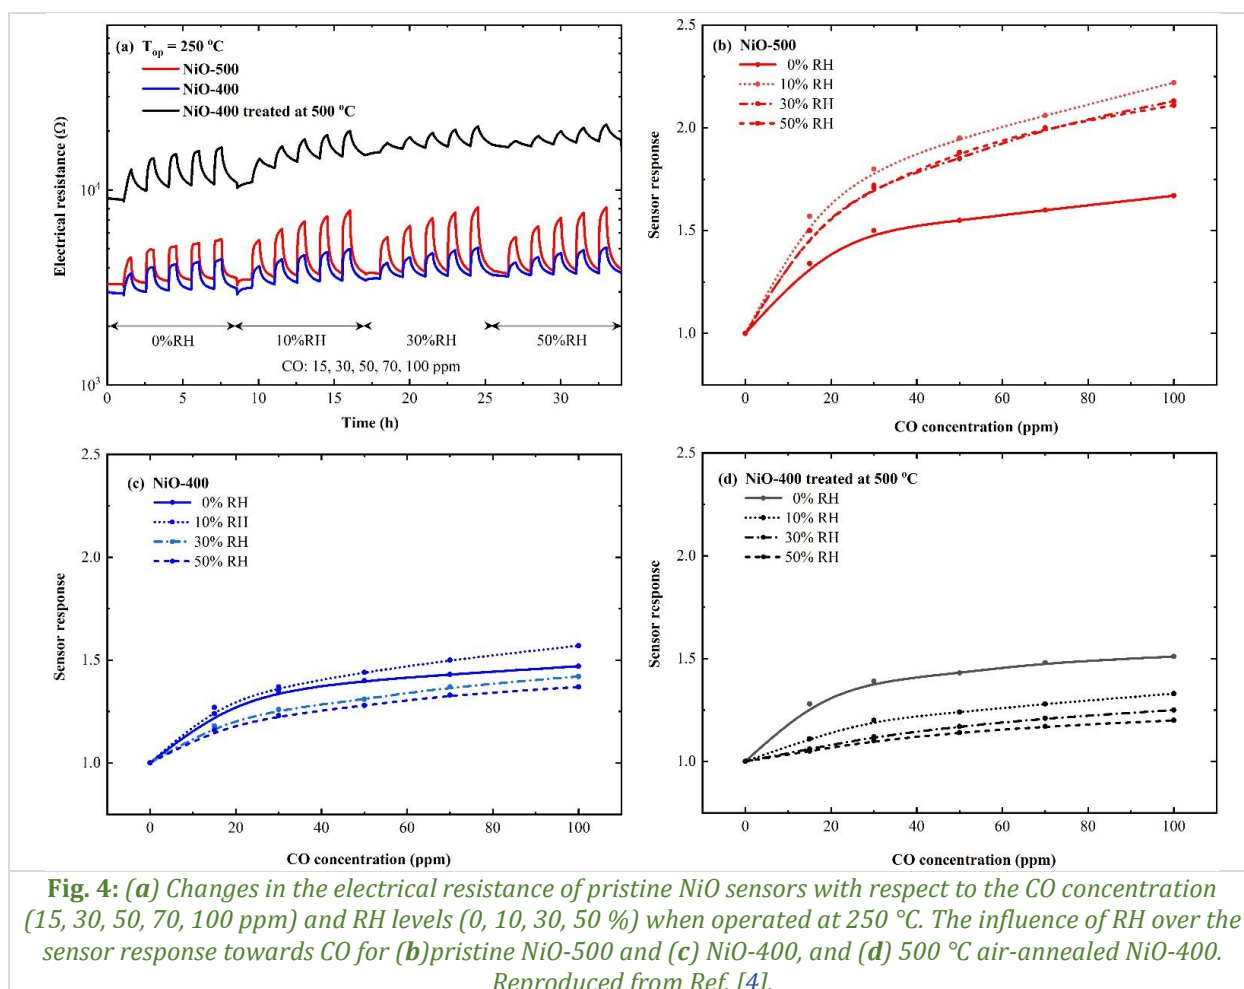 (a) T_op = 250 °C
NiO-500
NiO-400
NiO-400 treated at 500 °C
Electrical resistance (Ω)
10⁴
10³
0%RH 10%RH 30%RH 50%RH
CO: 15, 30, 50, 70, 100 ppm
0 5 10 15 20 25 30
Time (h)
(b) NiO-500
0% RH
10% RH
30% RH
50% RH
Sensor response
2.5
2.0
1.5
1.0
0 20 40 60 80 100
CO concentration (ppm)
(c) NiO-400
0% RH
10% RH
30% RH
50% RH
Sensor response
2.5
2.0
1.5
1.0
0 20 40 60 80 100
CO concentration (ppm)
(d) NiO-400 treated at 500 °C
0% RH
10% RH
30% RH
50% RH
Sensor response
2.5
2.0
1.5
1.0
0 20 40 60 80 100
CO concentration (ppm)
Fig. 4: (a) Changes in the electrical resistance of pristine NiO sensors with respect to the CO concentration
(15, 30, 50, 70, 100 ppm) and RH levels (0, 10, 30, 50 %) when operated at 250 °C. The influence of RH over the
sensor response towards CO for (b)pristine NiO-500 and (c) NiO-400, and (d) 500 °C air-annealed NiO-400.
Reproduced from Ref. [4].